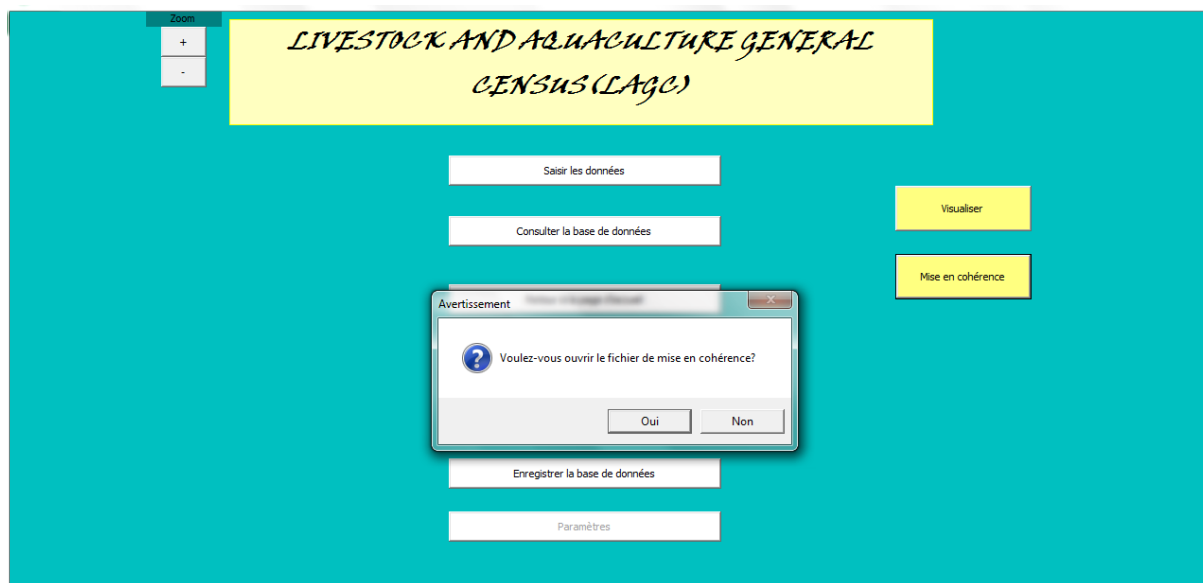 Zoom
+
-
LIVESTOCK AND AQUACULTURE GENERAL
CENSUS (LAGC)
Saisir les données
Visualiser
Consulter la base de données
Mise en cohérence
Avertissement
Voulez-vous ouvrir le fichier de mise en cohérence?
Oui
Non
Enregistrer la base de données
Paramètres